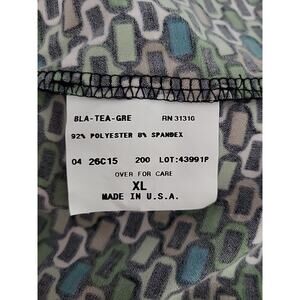 BLA-TEA-GRE RN 31310
92% POLYESTER 8% SPANDEX
04 26C15 200 LOT:43991P
OVER FOR CARE
XL
MADE IN U.S.A.